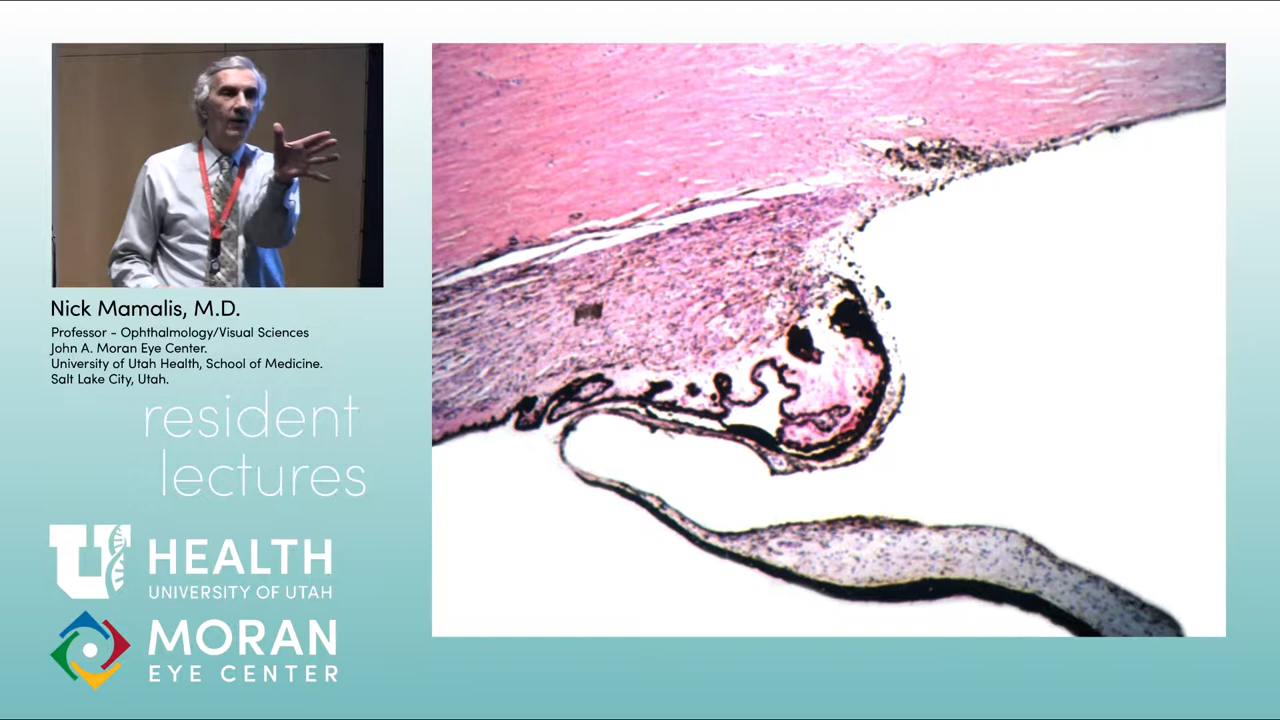 Nick Mamalis, M.D.
Professor - Ophthalmology/Visual Sciences
John A. Moran Eye Center.
University of Utah Health, School of Medicine.
Salt Lake City, Utah.
resident
lectures
U HEALTH
UNIVERSITY OF UTAH
MORAN
EYE CENTER